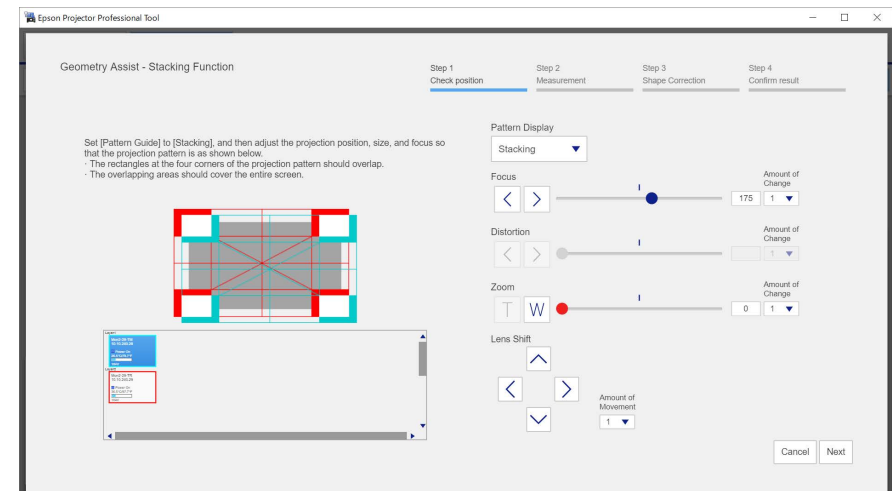 Epson Projector Professional Tool
Geometry Assist - Stacking Function
Step 1
Check position
Step 2
Measurement
Step 3
Shape Correction
Step 4
Confirm result
Set [Pattern Guide] to [Stacking], and then adjust the projection position, size, and focus so
that the projection pattern is as shown below.
· The rectangles at the four corners of the projection pattern should overlap.
· The overlapping areas should cover the entire screen.
Pattern Display
Stacking
Focus
Amount of
Change
175
1
Distortion
Amount of
Change
1
Zoom
Amount of
Change
T
W
0
1
Lens Shift
Amount of
Movement
1
Power On
Power On
Cancel
Next